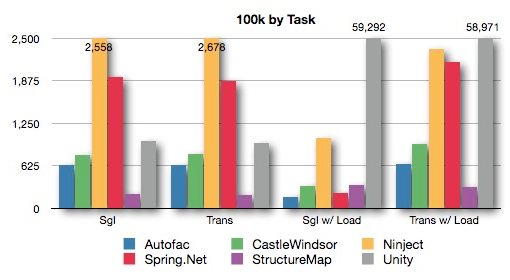 100k by Task
2,500
1,875
1,250
625
0
2,558
2,678
59,292
58,971
Sgl
Trans
Sgl w/ Load
Trans w/ Load
Autofac
CastleWindsor
Ninject
Spring.Net
StructureMap
Unity